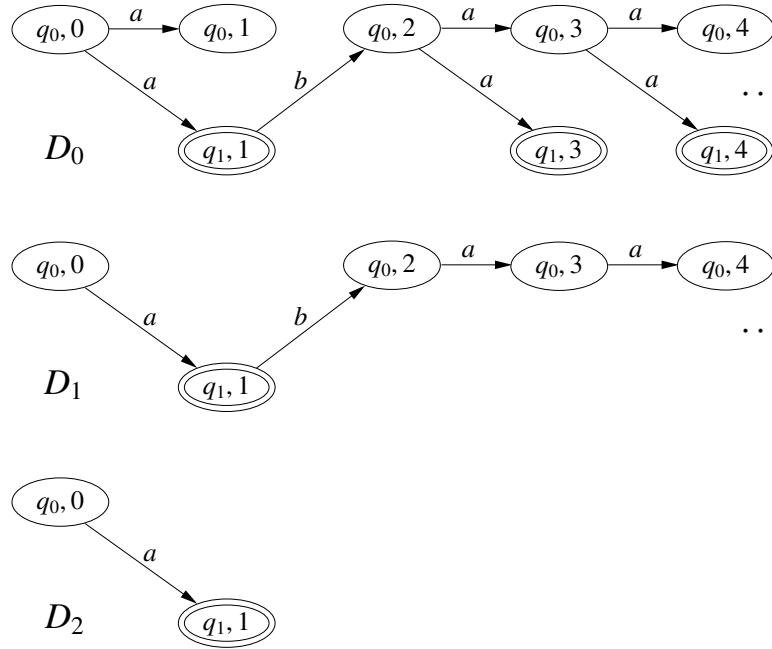 a a a
q₀, 0 q₀, 1 q₀, 2 q₀, 3 q₀, 4
a b a a
. .
D₀ q₁, 1 q₁, 3 q₁, 4
a a
q₀, 0 q₀, 2 q₀, 3 q₀, 4
a b
. .
D₁ q₁, 1
q₀, 0
a
D₂ q₁, 1